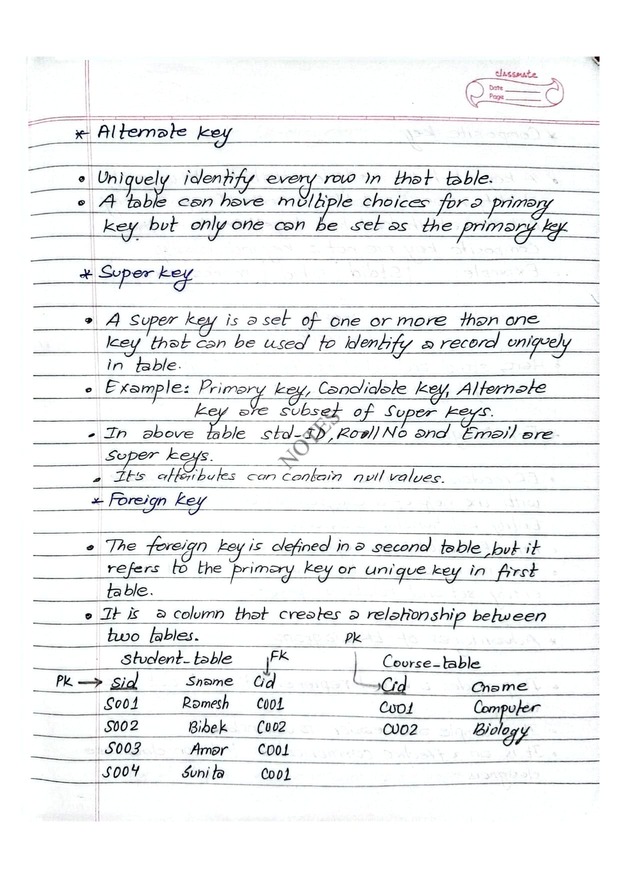 classmate
Date
Page
* Alternate key
• Uniquely identify every row in that table.
• A table can have multiple choices for a primary
key but only one can be set as the primary key
* Super key
• A super key is a set of one or more than one
key that can be used to identify a record uniquely
in table.
• Example: Primary key, Candidate key, Alternate
key are subset of super keys.
• In above table std-ID, Roll No and Email are
super keys.
• It's attributes can contain null values.
NOTES
* Foreign key
• The foreign key is defined in a second table, but it
refers to the primary key or unique key in first
table.
• It is a column that creates a relationship between
two tables. PK
Student-table FK Course-table
PK → Sid Sname Cid Cid Cname
S001 Ramesh C001 C001 Computer
S002 Bibek C002 C002 Biology
S003 Amar C001
S004 Sunita C001